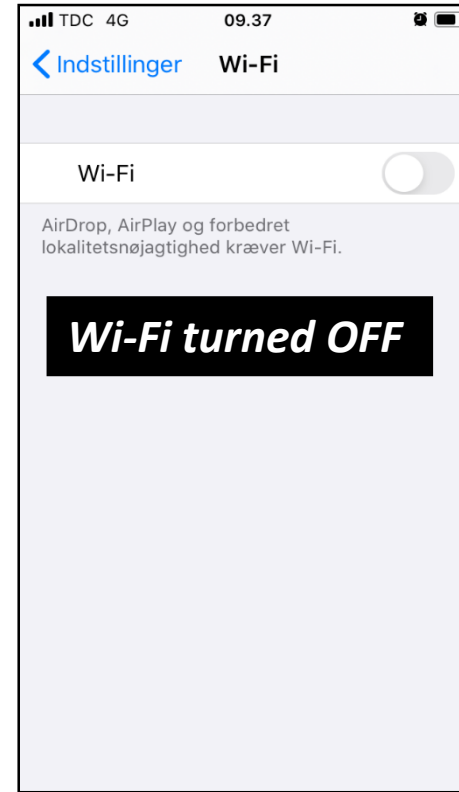 TDC 4G 09.37
Indstillinger Wi-Fi
Wi-Fi
AirDrop, AirPlay og forbedret
lokalitetsnøjagtighed kræver Wi-Fi.
Wi-Fi turned OFF